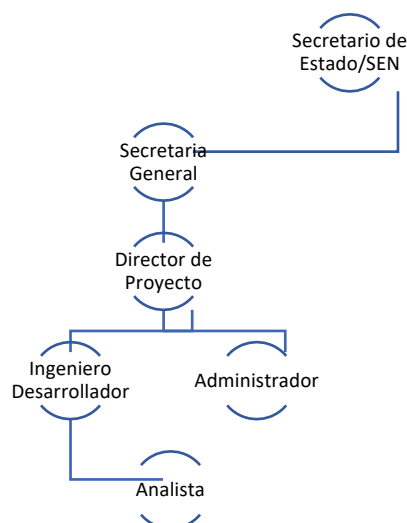 Secretario de
Estado/SEN
Secretaria
General
Director de
Proyecto
Ingeniero
Desarrollador
Administrador
Analista